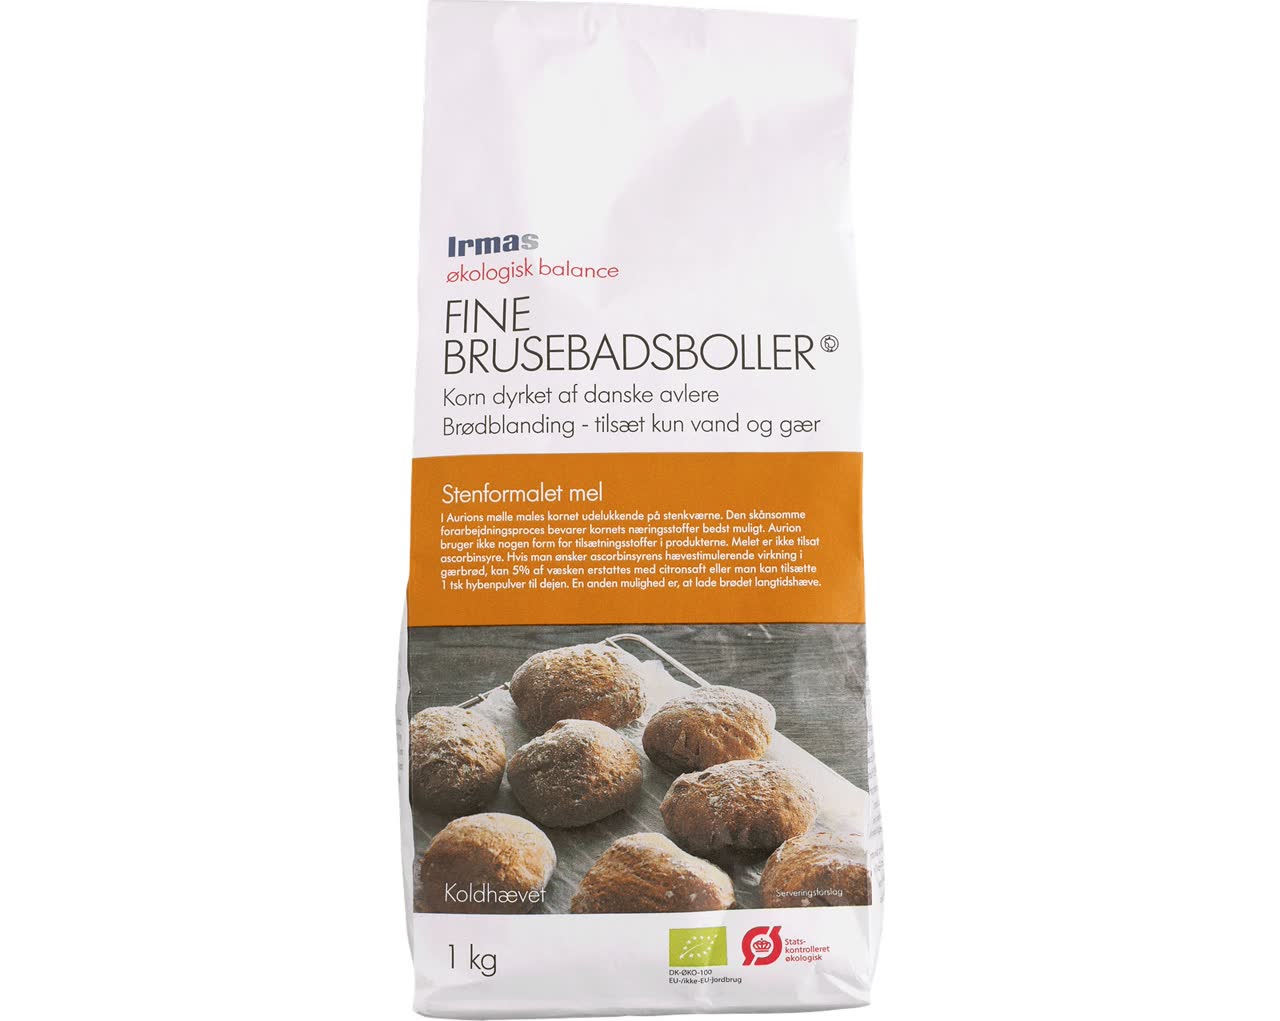 Irmas
økologisk balance
FINE
BRUSEBADSBOLLER
Korn dyrket af danske avlere
Brødblanding - tilsæt kun vand og gær
Stenformalet mel
I Aurions mølle males kornet udelukkende på stenkværne. Den skånsomme
forarbejdningsproces bevarer kornets næringsstoffer bedst muligt. Aurion
bruger ikke nogen form for tilsætningsstoffer i produkterne. Melet er ikke tilsat
ascorbinsyre. Hvis man ønsker ascorbinsyrens hævestimulerende virkning i
gærbrød, kan 5% af væsken erstattes med citronsaft eller man kan tilsætte
1 tsk hybenpulver til dejen. En anden mulighed er, at lade brødet langtidshæve.
Koldhævet
Serveringsforslag
1 kg
DK-ØKO-100
EU-/ikke-EU-jordbrug
Ø
Stats-
kontrolleret
økologisk